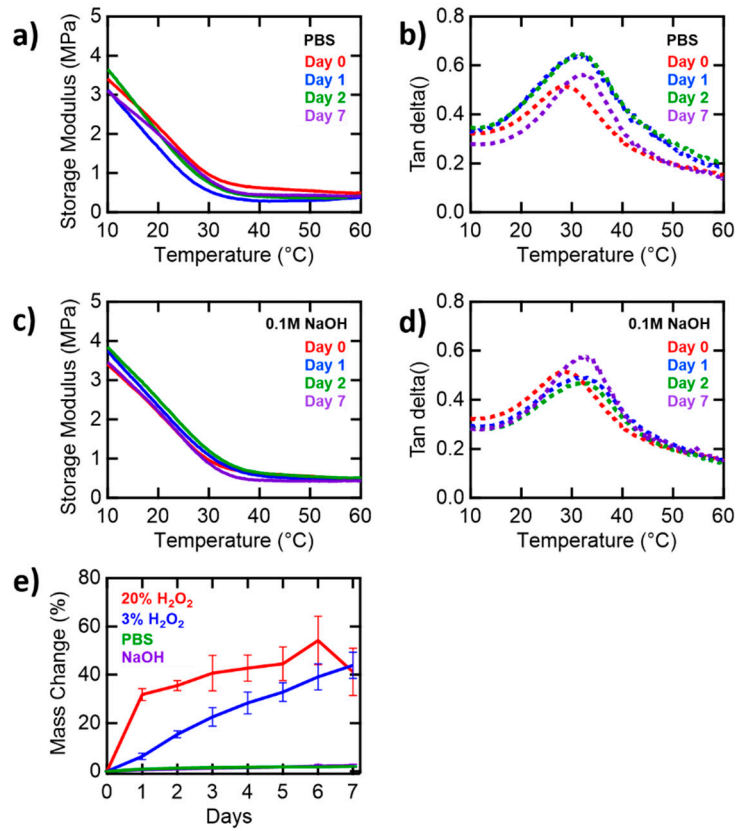 a)
PBS
Day 0
Day 1
Day 2
Day 7
Storage Modulus (MPa)
5
4
3
2
1
0
10 20 30 40 50 60
Temperature (°C)
b)
PBS
Day 0
Day 1
Day 2
Day 7
Tan delta()
0.8
0.6
0.4
0.2
0.0
10 20 30 40 50 60
Temperature (°C)
c)
0.1M NaOH
Day 0
Day 1
Day 2
Day 7
Storage Modulus (MPa)
5
4
3
2
1
0
10 20 30 40 50 60
Temperature (°C)
d)
0.1M NaOH
Day 0
Day 1
Day 2
Day 7
Tan delta()
0.8
0.6
0.4
0.2
0.0
10 20 30 40 50 60
Temperature (°C)
e)
20% H₂O₂
3% H₂O₂
PBS
NaOH
Mass Change (%)
80
60
40
20
0
0 1 2 3 4 5 6 7
Days